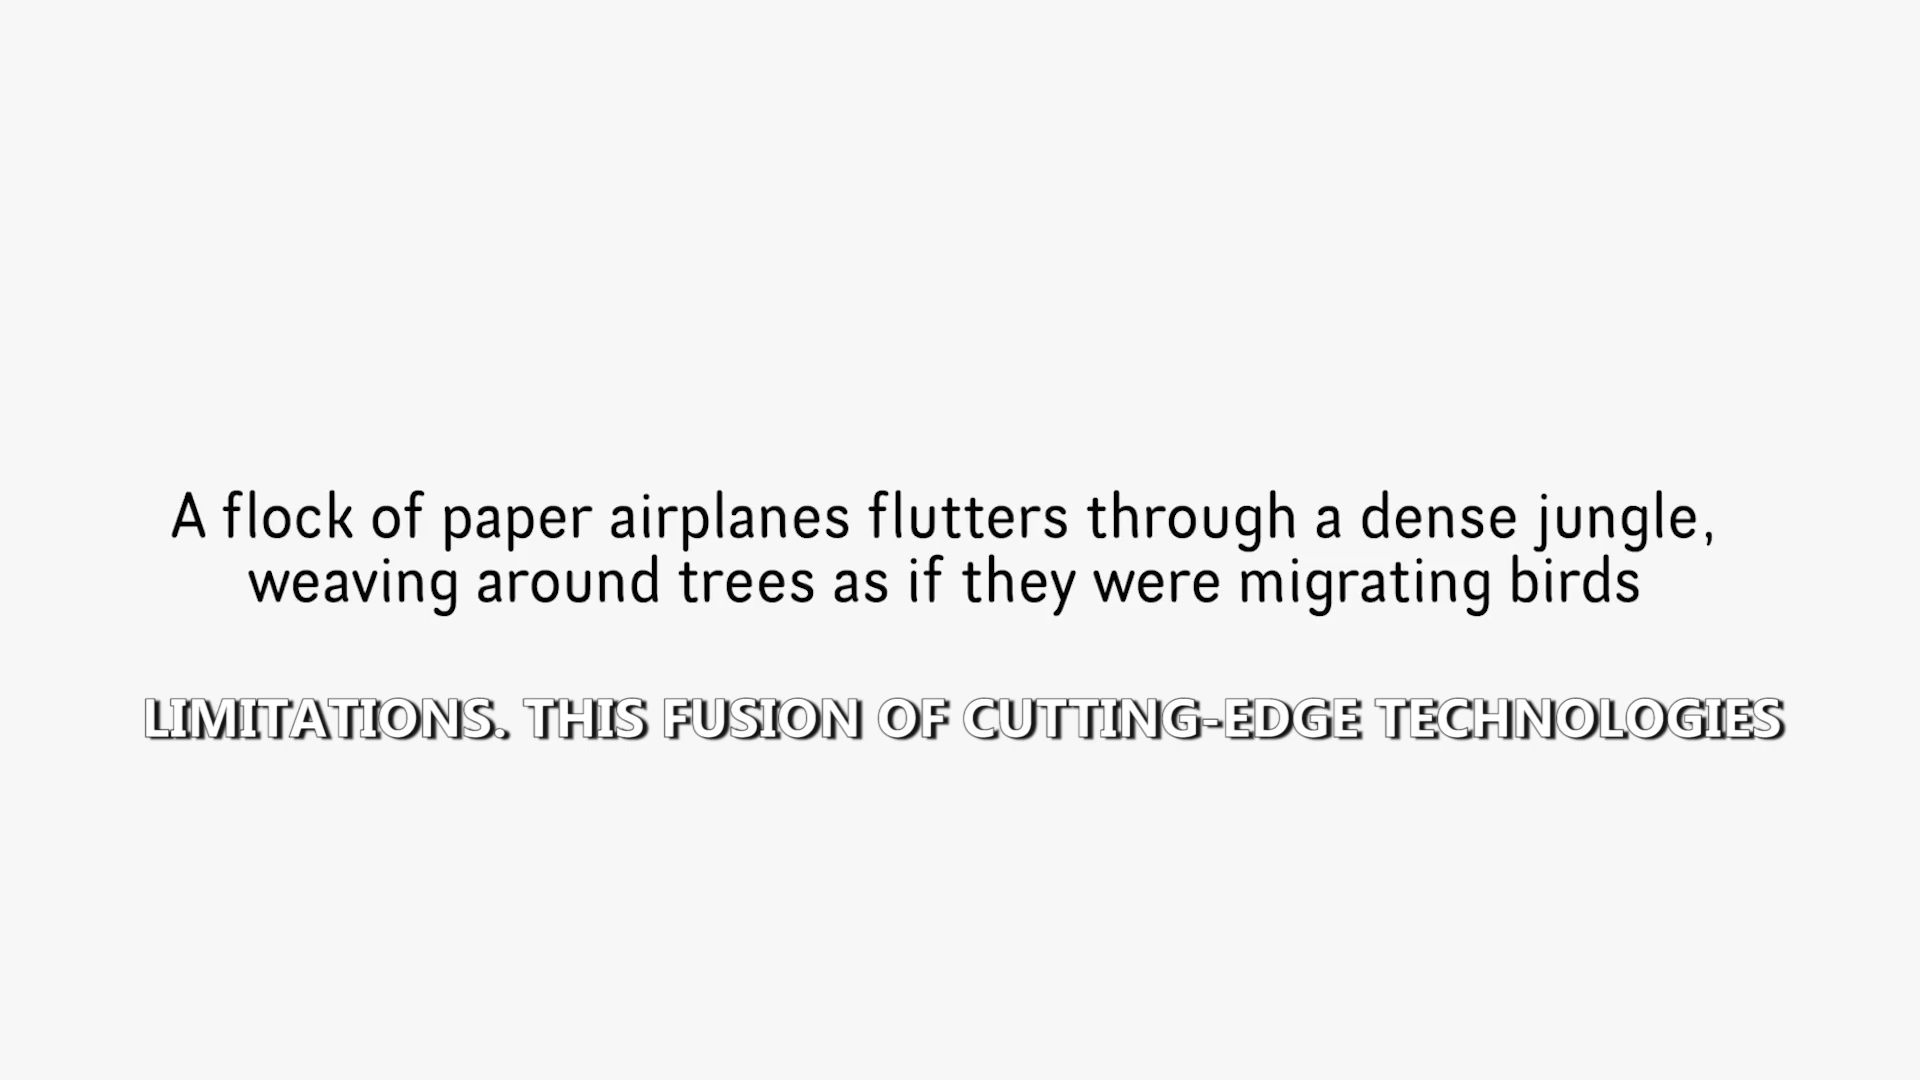 A flock of paper airplanes flutters through a dense jungle,
weaving around trees as if they were migrating birds
LIMITATIONS. THIS FUSION OF CUTTING-EDGE TECHNOLOGIES